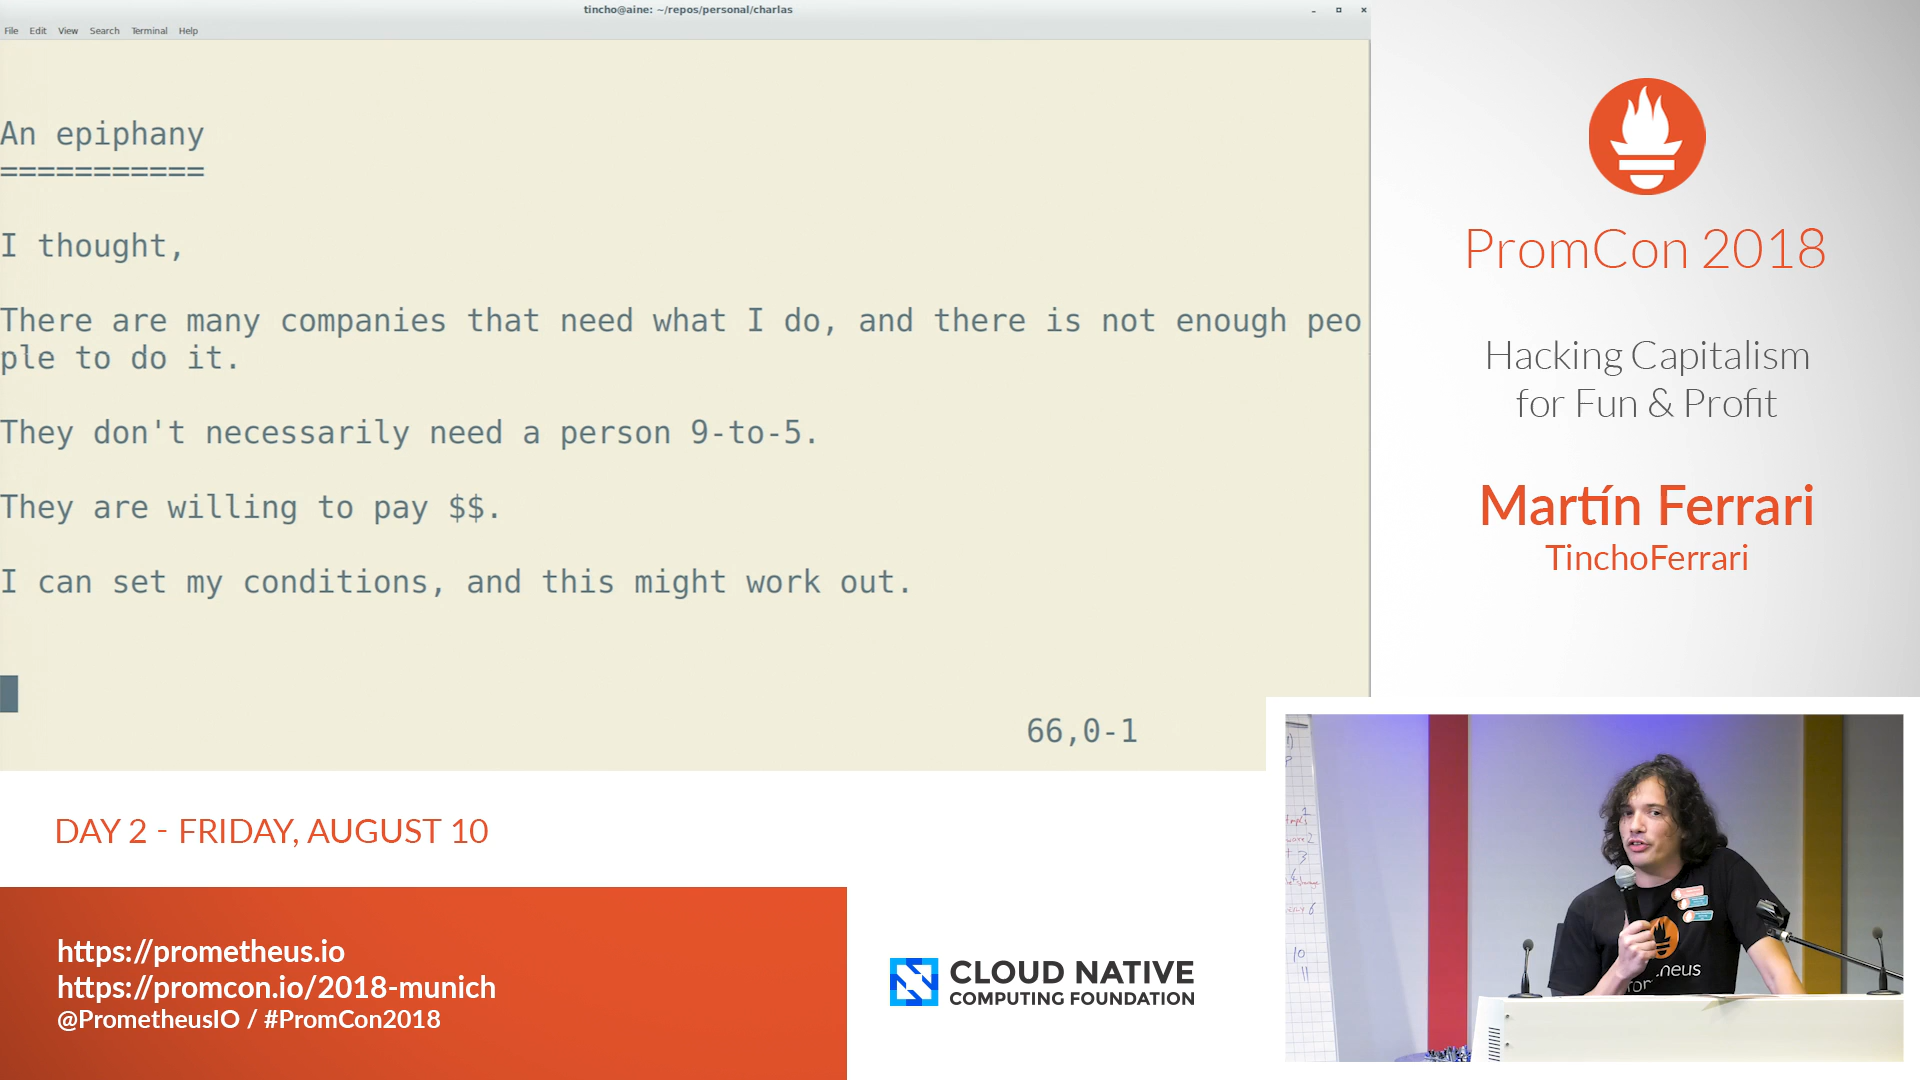 tincho@aine: ~/repos/personal/charlas
File Edit View Search Terminal Help
An epiphany
===========
I thought,
There are many companies that need what I do, and there is not enough peo
ple to do it.
They don't necessarily need a person 9-to-5.
They are willing to pay $$.
I can set my conditions, and this might work out.
66,0-1
PromCon 2018
Hacking Capitalism
for Fun & Profit
Martín Ferrari
TinchoFerrari
DAY 2 - FRIDAY, AUGUST 10
https://prometheus.io
https://promcon.io/2018-munich
@PrometheusIO / #PromCon2018
CLOUD NATIVE
COMPUTING FOUNDATION
10
11